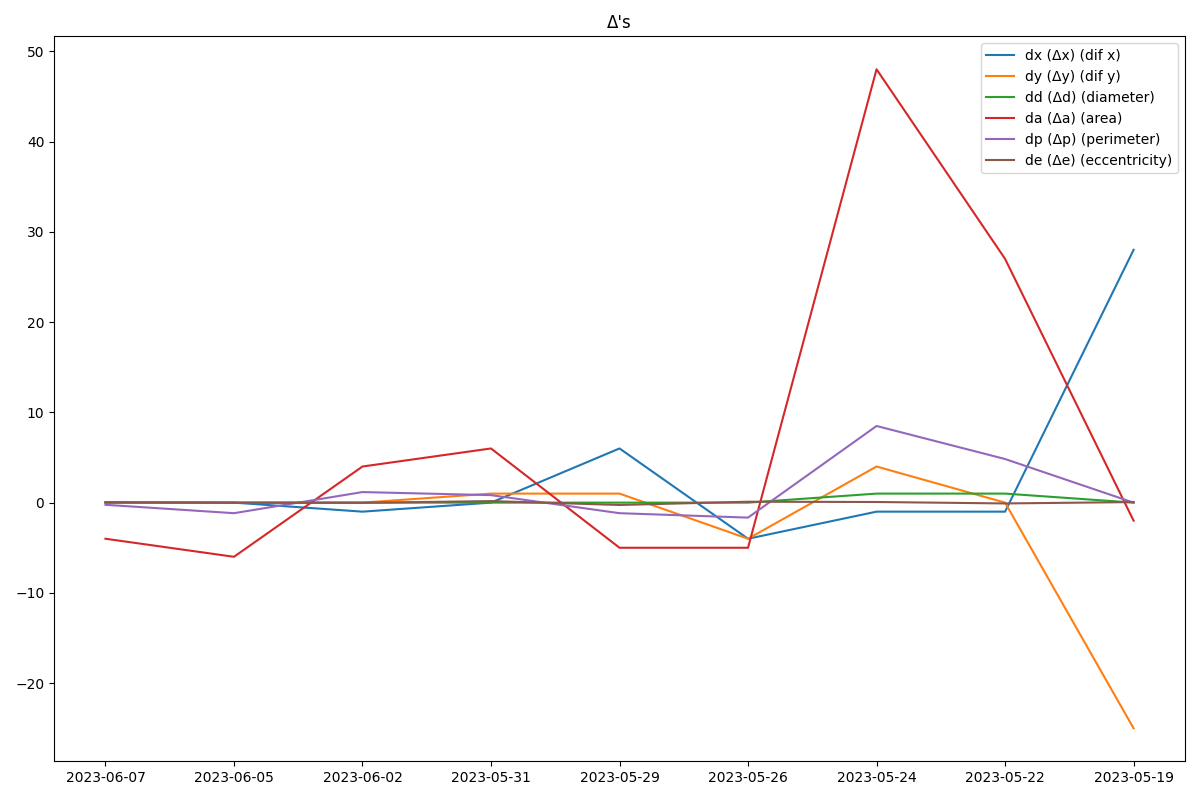 Δ's
dx (Δx) (dif x)
dy (Δy) (dif y)
dd (Δd) (diameter)
da (Δa) (area)
dp (Δp) (perimeter)
de (Δe) (eccentricity)
50
40
30
20
10
0
−10
−20
2023-06-07
2023-06-05
2023-06-02
2023-05-31
2023-05-29
2023-05-26
2023-05-24
2023-05-22
2023-05-19